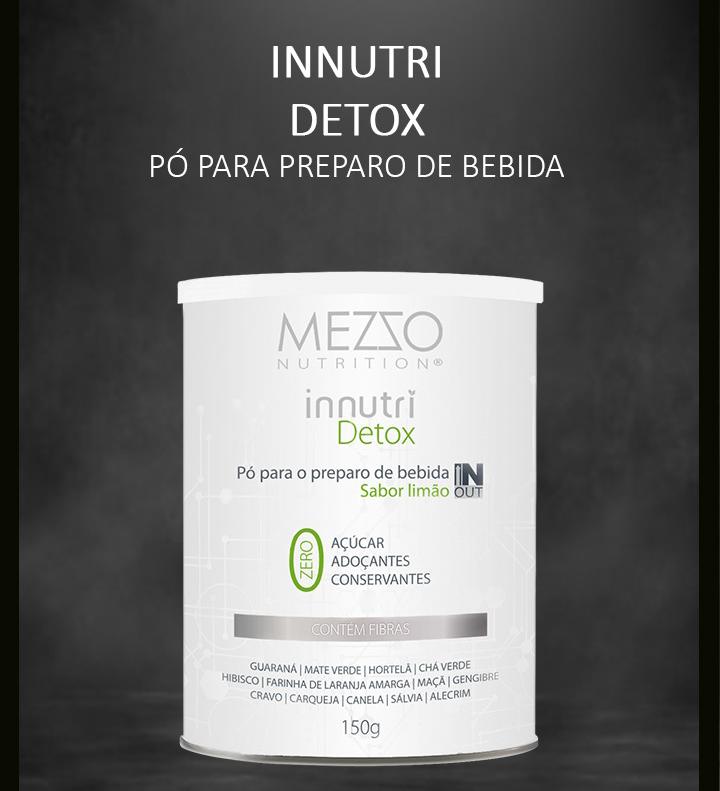 INNUTRI
DETOX
PÓ PARA PREPARO DE BEBIDA
MEZZO
NUTRITION®
innutri
Detox
Pó para o preparo de bebida
Sabor limão
IN
OUT
ZERO
AÇÚCAR
ADOÇANTES
CONSERVANTES
CONTÉM FIBRAS
GUARANÁ | MATE VERDE | HORTELÃ | CHÁ VERDE
HIBISCO | FARINHA DE LARANJA AMARGA | MAÇÃ | GENGIBRE
CRAVO | CARQUEJA | CANELA | SÁLVIA | ALECRIM
150g